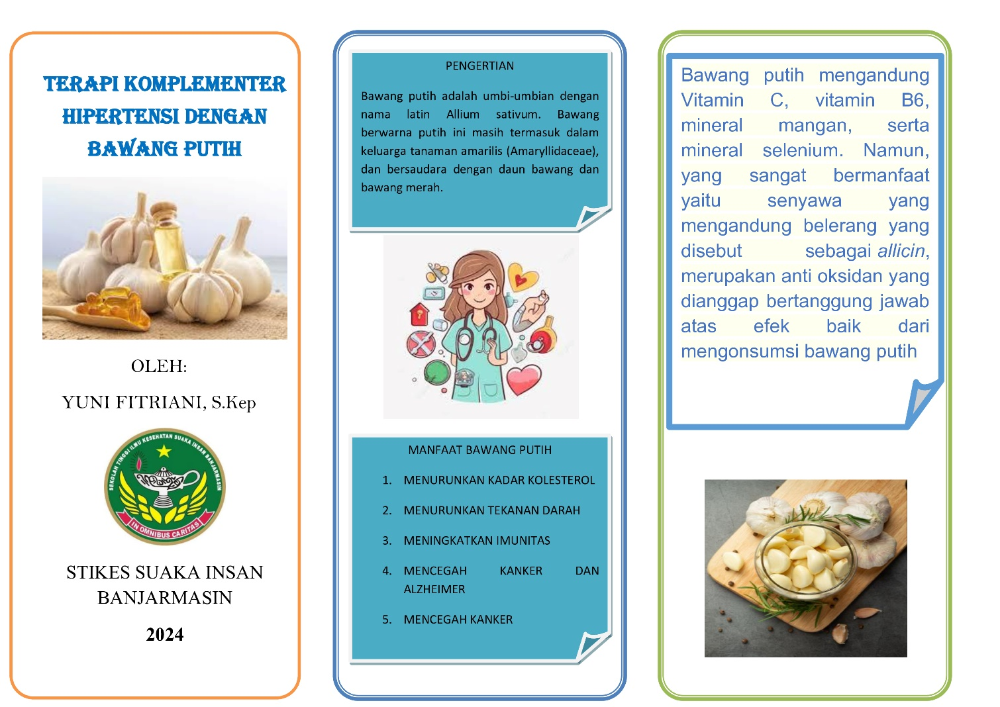 TERAPI KOMPLEMENTER
HIPERTENSI DENGAN
BAWANG PUTIH
OLEH:
YUNI FITRIANI, S.Kep
SEKOLAH TINGGI ILMU KESEHATAN SUAKA INSAN BANJARMASIN
IN OMNIBUS CARITAS
STIKES SUAKA INSAN
BANJARMASIN
2024
PENGERTIAN
Bawang putih adalah umbi-umbian dengan
nama latin Allium sativum. Bawang
berwarna putih ini masih termasuk dalam
keluarga tanaman amarilis (Amaryllidaceae),
dan bersaudara dengan daun bawang dan
bawang merah.
MANFAAT BAWANG PUTIH
1. MENURUNKAN KADAR KOLESTEROL
2. MENURUNKAN TEKANAN DARAH
3. MENINGKATKAN IMUNITAS
4. MENCEGAH KANKER DAN
ALZHEIMER
5. MENCEGAH KANKER
Bawang putih mengandung
Vitamin C, vitamin B6,
mineral mangan, serta
mineral selenium. Namun,
yang sangat bermanfaat
yaitu senyawa yang
mengandung belerang yang
disebut sebagai allicin,
merupakan anti oksidan yang
dianggap bertanggung jawab
atas efek baik dari
mengonsumsi bawang putih